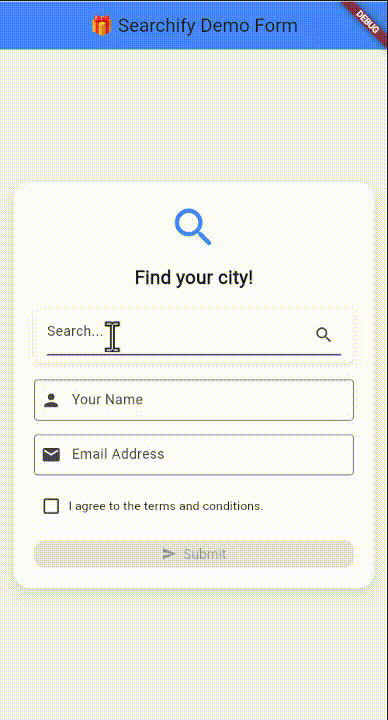 🎁 Searchify Demo Form
DEBUG
Find your city!
Search...
Your Name
Email Address
I agree to the terms and conditions.
Submit